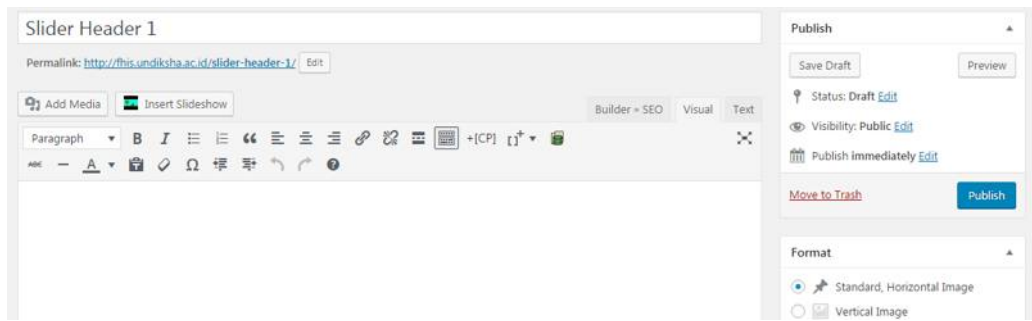 Slider Header 1
Permalink: http://fhis.undiksha.ac.id/slider-header-1/ Edit
Add Media Insert Slideshow
Builder + SEO Visual Text
Paragraph B I +[CP] [ ]+
ABC A Ω
Publish
Save Draft Preview
Status: Draft Edit
Visibility: Public Edit
Publish immediately Edit
Move to Trash Publish
Format
Standard, Horizontal Image
Vertical Image